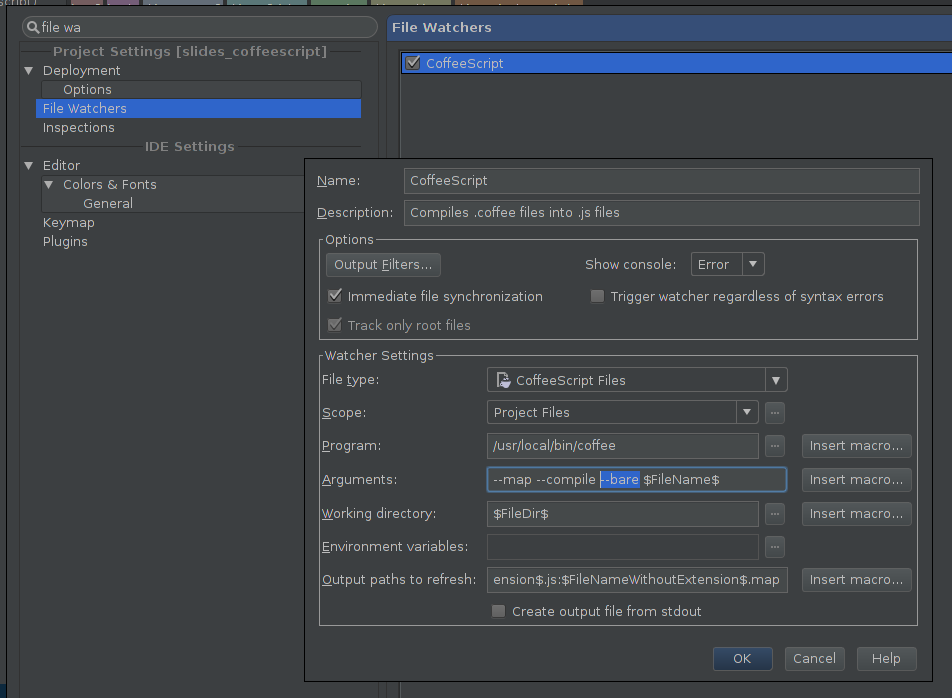 file wa
Project Settings [slides_coffeescript]
Deployment
Options
File Watchers
Inspections
IDE Settings
Editor
Colors & Fonts
General
Keymap
Plugins
File Watchers
CoffeeScript
Name: CoffeeScript
Description: Compiles .coffee files into .js files
Options
Output Filters... Show console: Error
Immediate file synchronization Trigger watcher regardless of syntax errors
Track only root files
Watcher Settings
File type: CoffeeScript Files
Scope: Project Files ...
Program: /usr/local/bin/coffee ... Insert macro...
Arguments: --map --compile --bare $FileName$ Insert macro...
Working directory: $FileDir$ ... Insert macro...
Environment variables: ...
Output paths to refresh: ension$.js:$FileNameWithoutExtension$.map Insert macro...
Create output file from stdout
OK Cancel Help